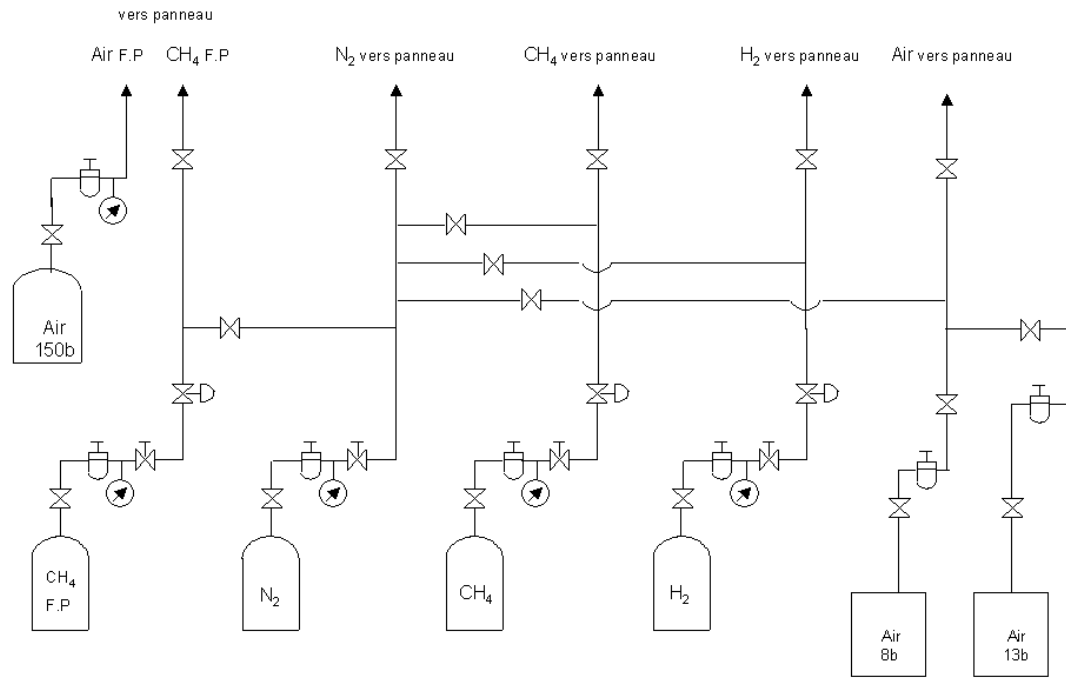 vers panneau
Air F.P
CH₄ F.P
N₂ vers panneau
CH₄ vers panneau
H₂ vers panneau
Air vers panneau
Air
150b
CH₄
F.P
N₂
CH₄
H₂
Air
8b
Air
13b